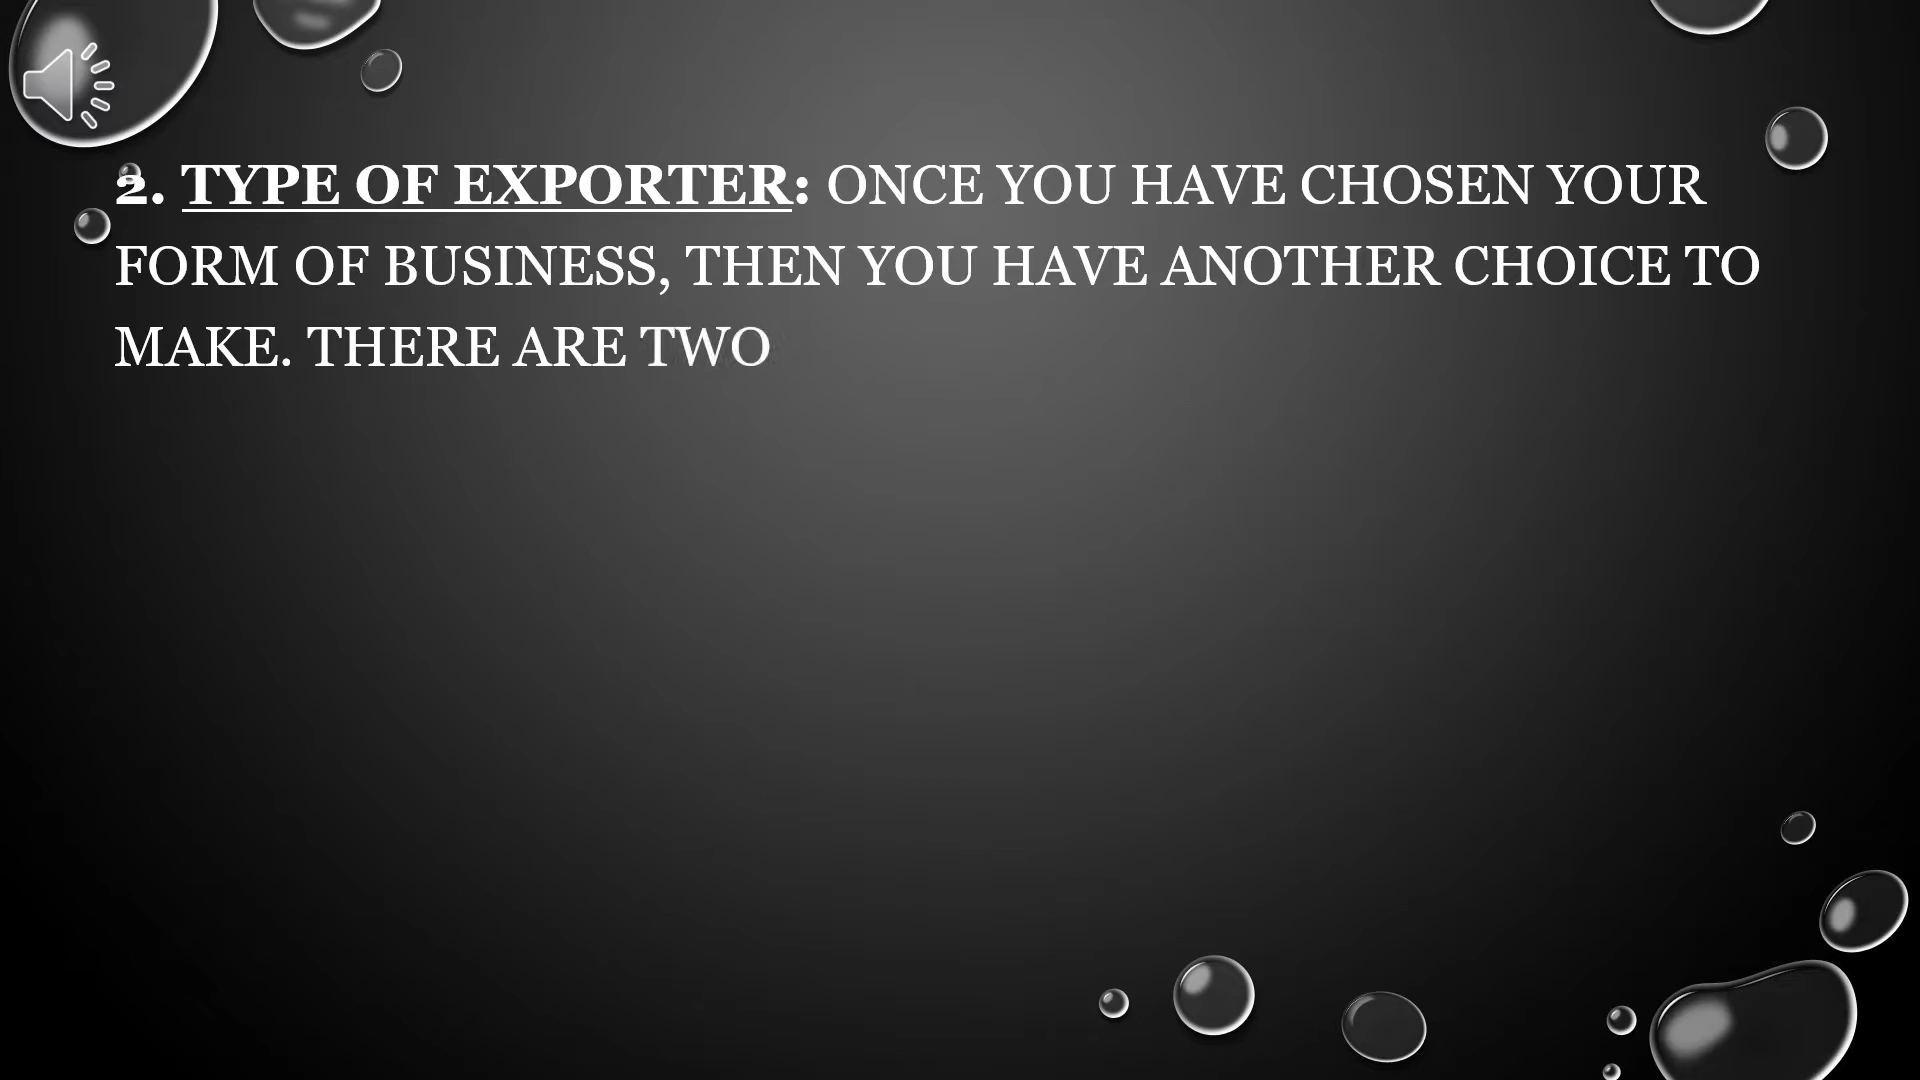 2. TYPE OF EXPORTER: ONCE YOU HAVE CHOSEN YOUR
FORM OF BUSINESS, THEN YOU HAVE ANOTHER CHOICE TO
MAKE. THERE ARE TWO